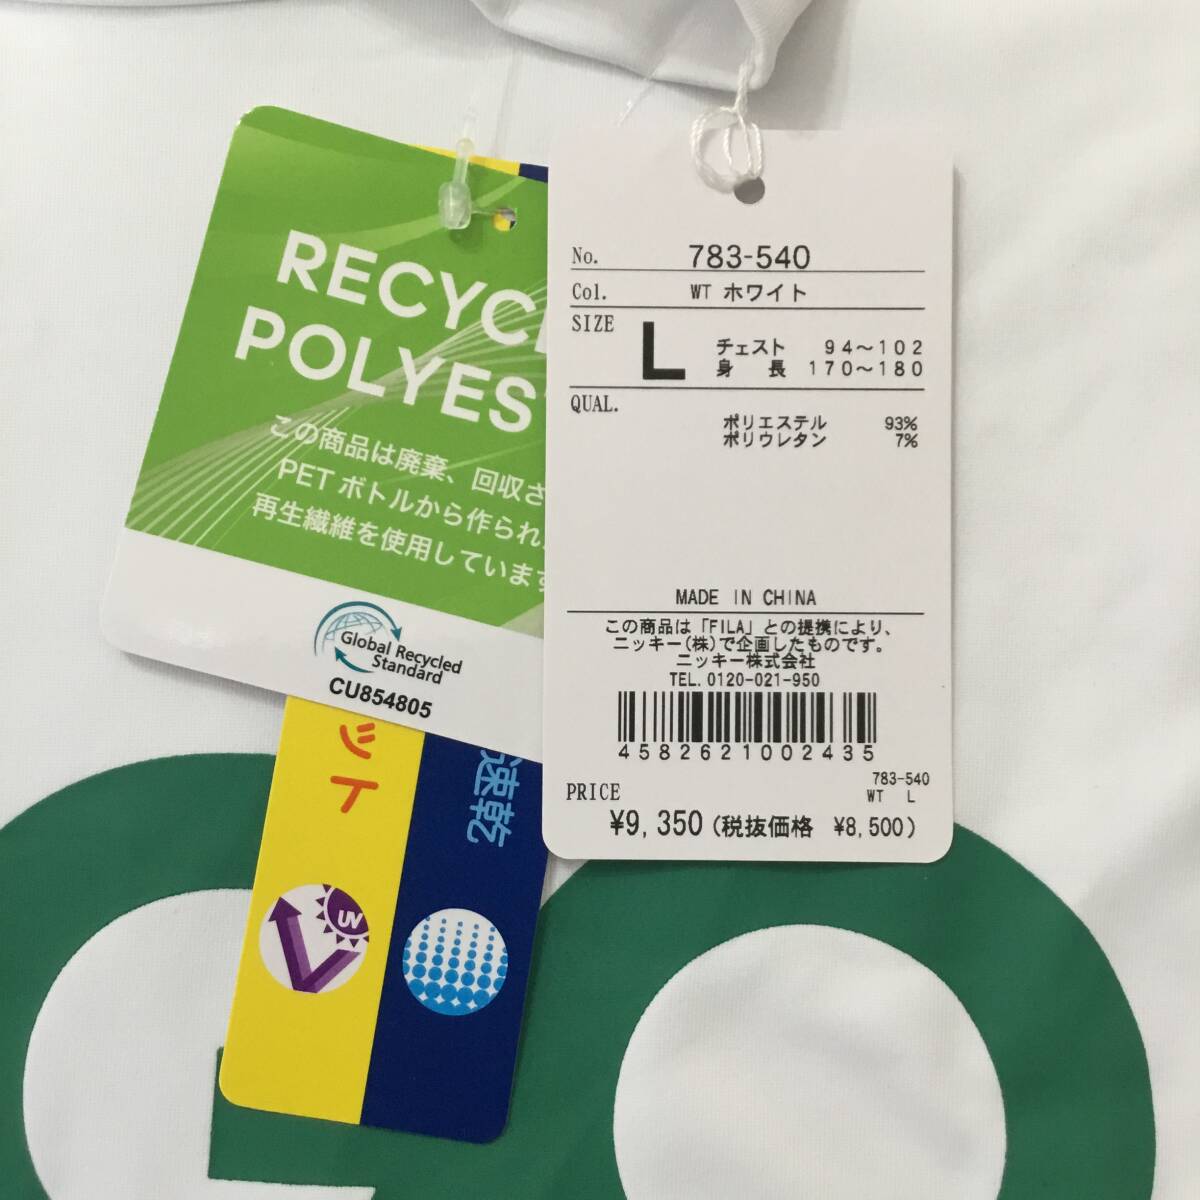 RECYC
POLYES
この商品は廃棄、回収さ
PETボトルから作られ
再生繊維を使用しています
Global Recycled
Standard
CU854805
ット
速乾
UV
No. 783-540
Col. WT ホワイト
SIZE L チェスト 94～102
身長 170～180
QUAL.
ポリエステル 93%
ポリウレタン 7%
MADE IN CHINA
この商品は「FILA」との提携により、
ニッキー(株)で企画したものです。
ニッキー株式会社
TEL. 0120-021-950
4582621002435
783-540
PRICE WT L
¥9,350 (税抜価格 ¥8,500)